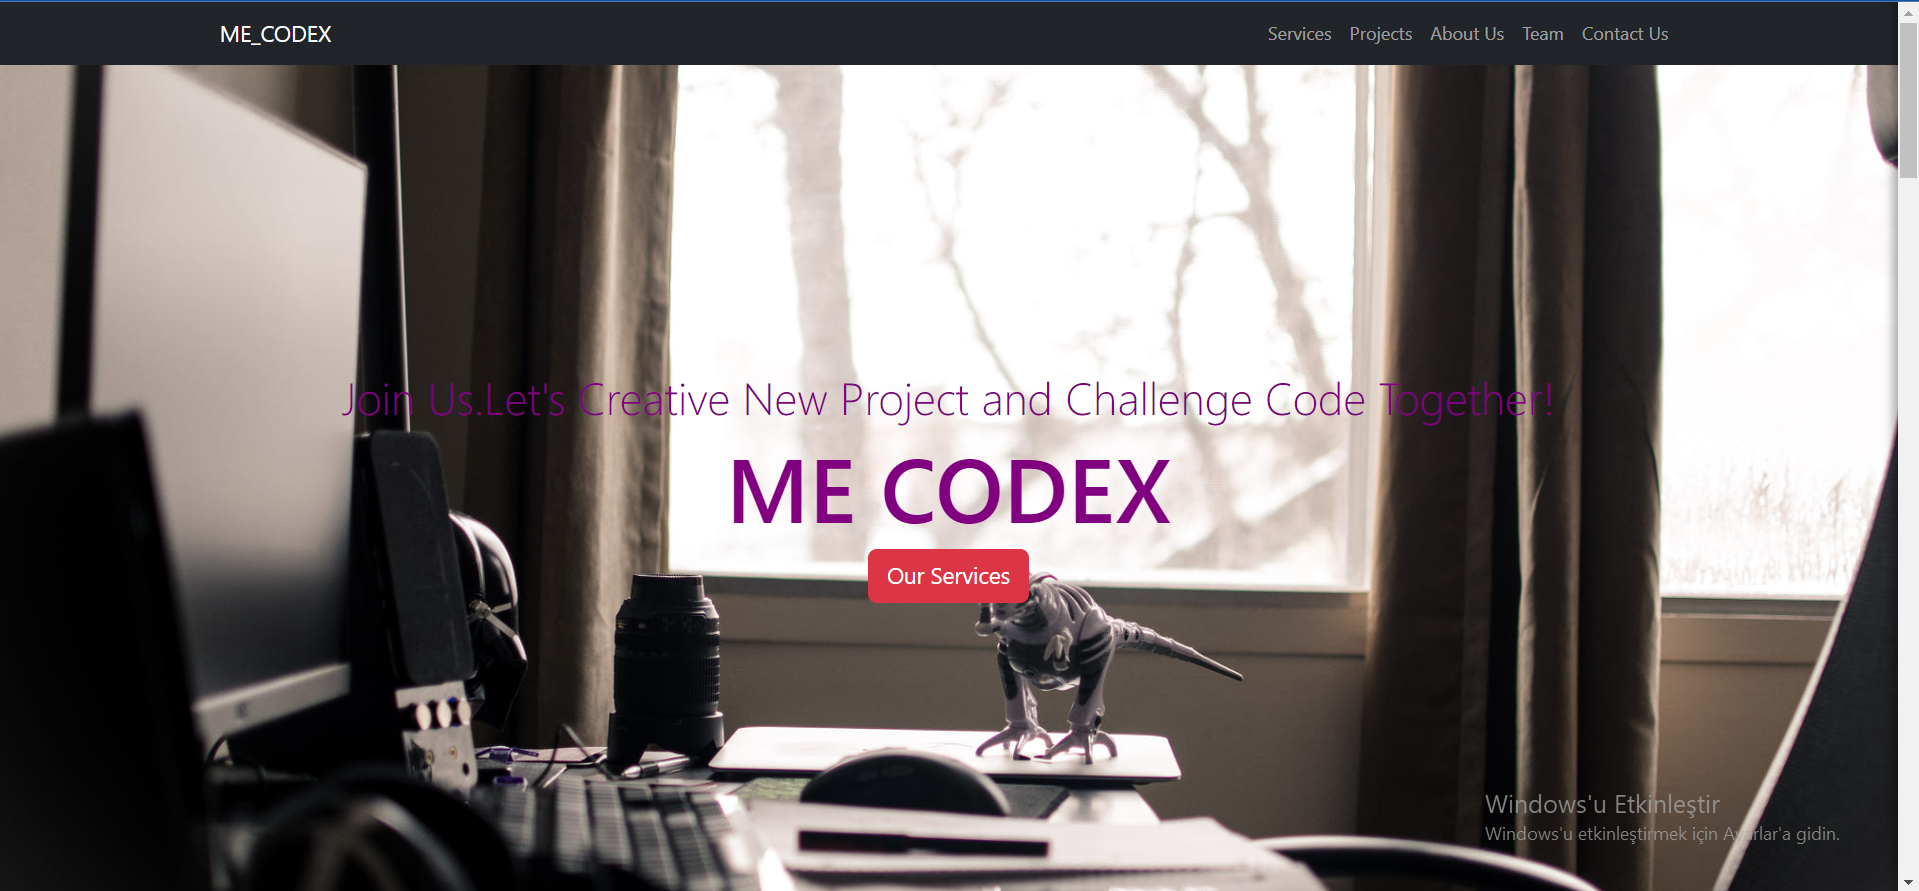 ME_CODEX
Services Projects About Us Team Contact Us
Join Us.Let's Creative New Project and Challenge Code Together!
ME CODEX
Our Services
Windows'u Etkinleştir
Windows'u etkinleştirmek için Ayarlar'a gidin.